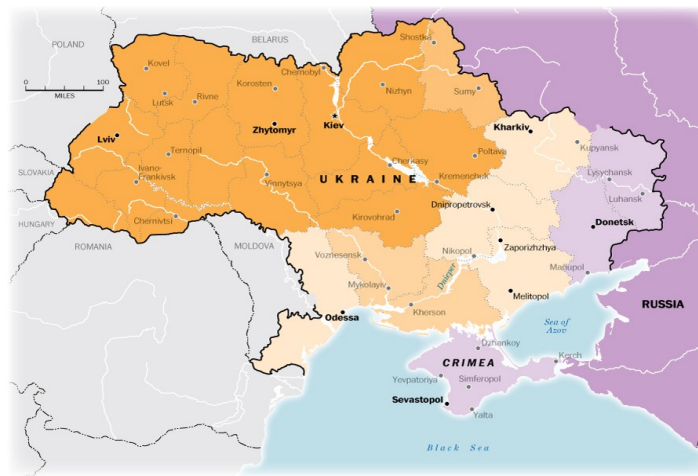 POLAND
BELARUS
Shostka
Kovel
Chernobyl
Korosten
0
100
MILES
Lutsk
Rivne
Nizhyn
Sumy
Zhytomyr
Kiev
Kharkiv
Lviv
Kupyansk
Ternopil
Poltava
Cherkasy
SLOVAKIA
Ivano-
Frankivsk
Vinnytsya
UKRAINE
Kremenchuk
Lysychansk
Luhansk
Chernivtsi
Kirovohrad
Dnipropetrovsk
HUNGARY
Donetsk
ROMANIA
MOLDOVA
Voznesensk
Nikopol
Zaporizhzhya
Mariupol
Dnieper
Mykolayiv
Melitopol
Kherson
RUSSIA
Odessa
Sea of
Azov
Dzhankoy
CRIMEA
Kerch
Yevpatoriya
Simferopol
Sevastopol
Yalta
Black Sea